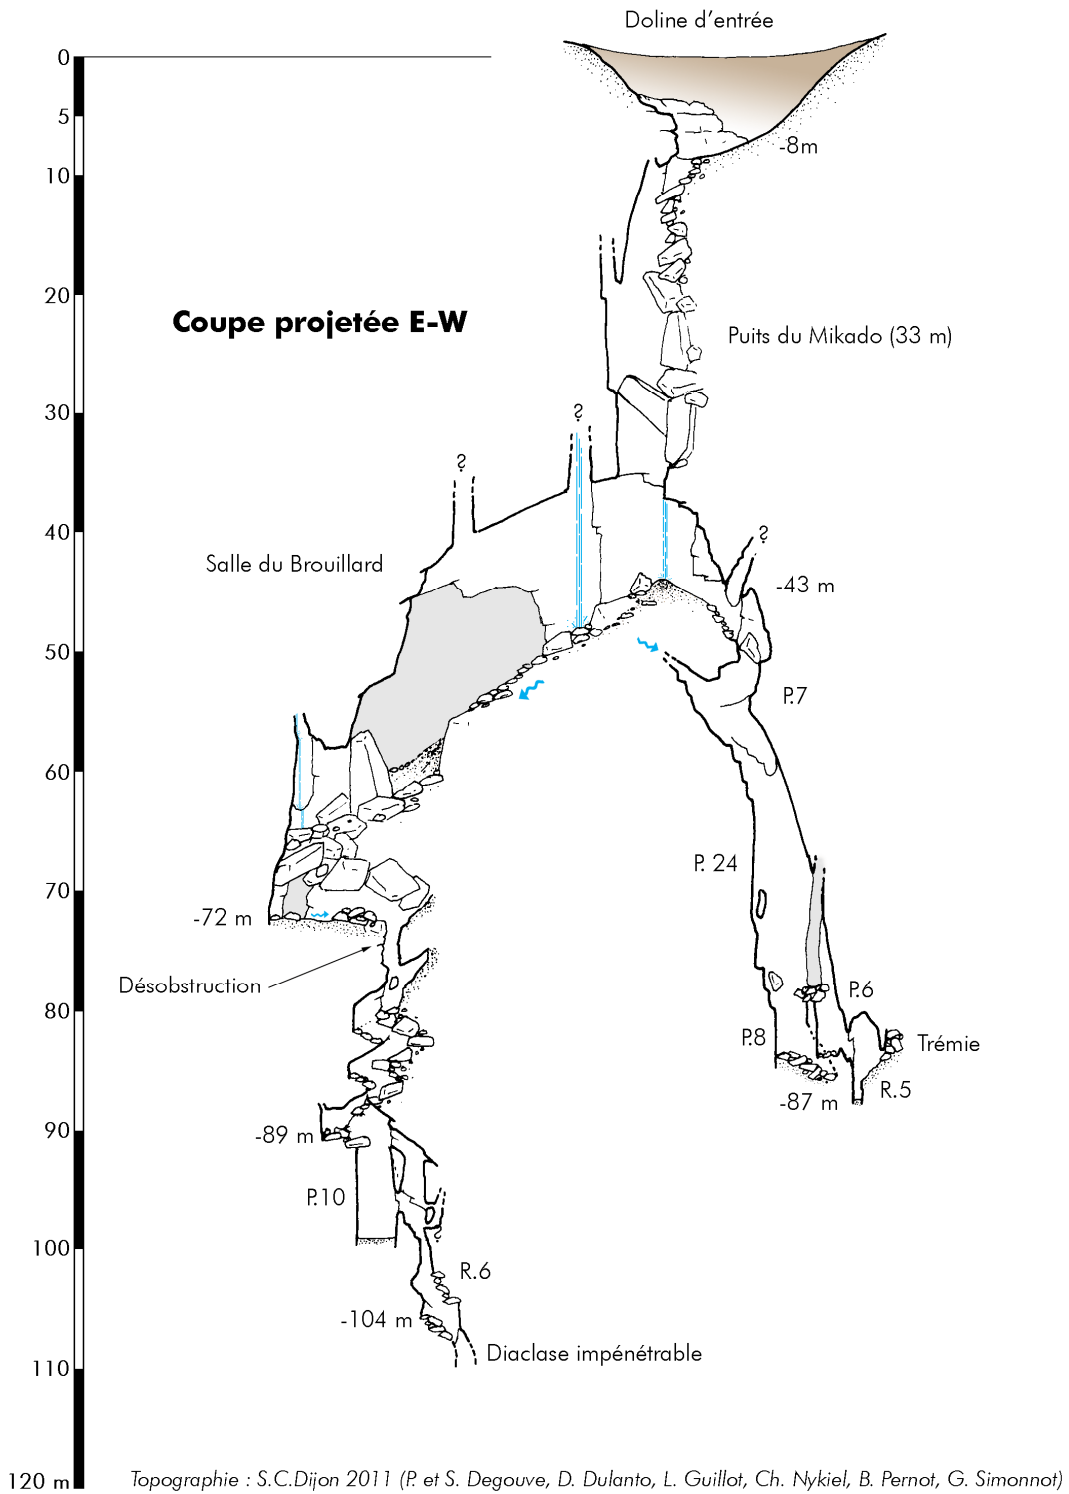 Doline d'entrée
0
5
-8m
10
20
Coupe projetée E-W
Puits du Mikado (33 m)
30
?
?
40
?
Salle du Brouillard
-43 m
50
P.7
60
P. 24
70
-72 m
Désobstruction
80
P.6
P.8
Trémie
-87 m
R.5
90
-89 m
P.10
100
?
R.6
-104 m
Diaclase impénétrable
110
120 m
Topographie : S.C.Dijon 2011 (P. et S. Degouve, D. Dulanto, L. Guillot, Ch. Nykiel, B. Pernot, G. Simonnot)